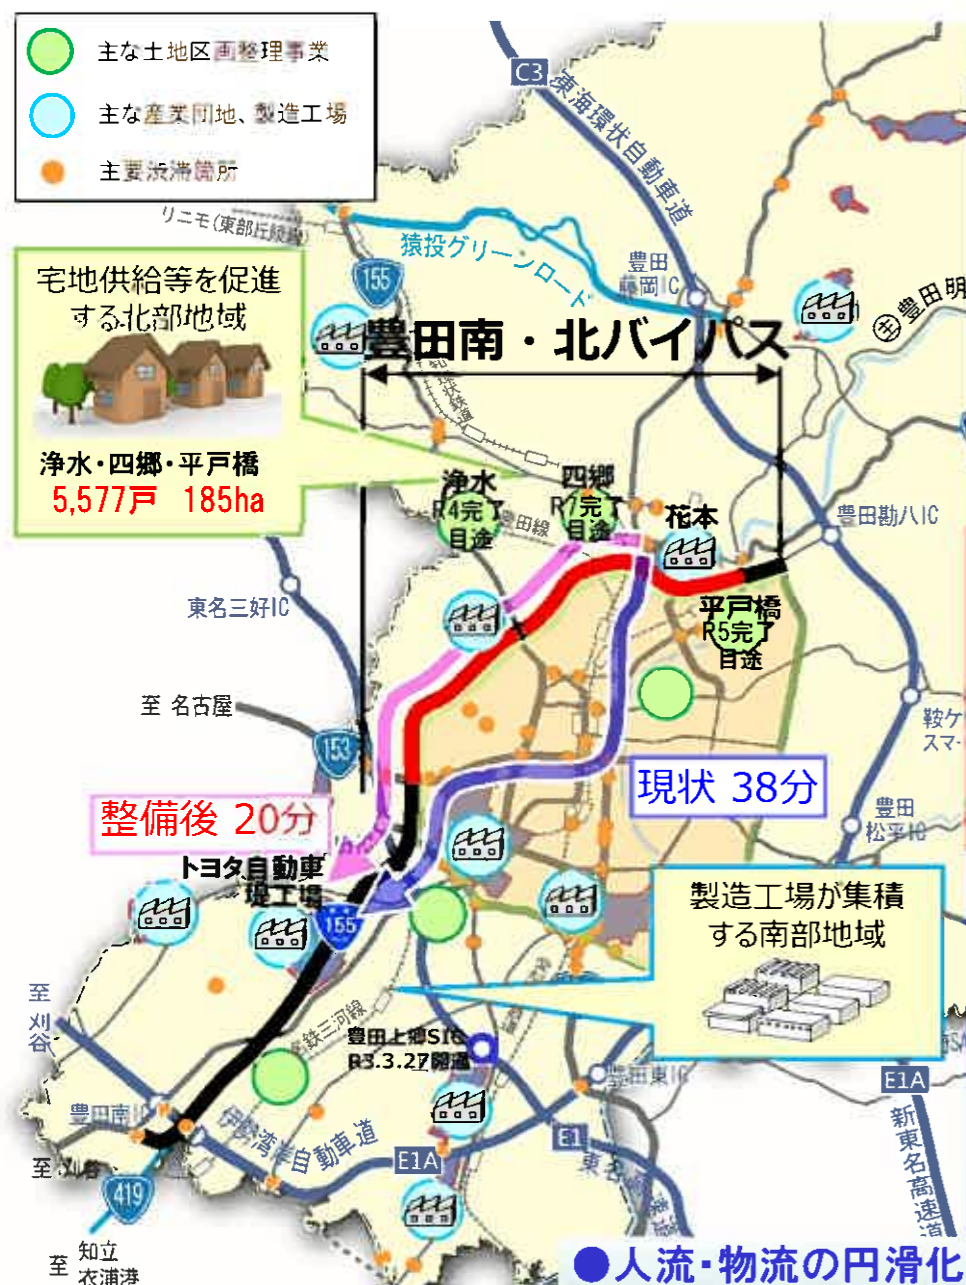 主な土地区画整理事業
主な産業団地、製造工場
主要渋滞箇所
C3
東海環状自動車道
リニモ(東部丘陵線)
猿投グリーンロード
155
豊田
藤岡IC
宅地供給等を促進
する北部地域
浄水・四郷・平戸橋
5,577戸 185ha
豊田南・北バイパス
浄水
R4完了
目途
四郷
R7完了
目途
花本
豊田線
豊田勘八IC
東名三好IC
平戸橋
R5完了
目途
至 名古屋
153
整備後 20分
現状 38分
豊田
松平IC
トヨタ自動車
堤工場
155
製造工場が集積
する南部地域
至
刈谷
豊田上郷SIC
R3.3.27開通
豊田東IC
E1A
豊田南IC
伊勢湾岸自動車道
E1A
E1
新東名高速道
至 刈谷
419
至
知立
衣浦港
●人流・物流の円滑化